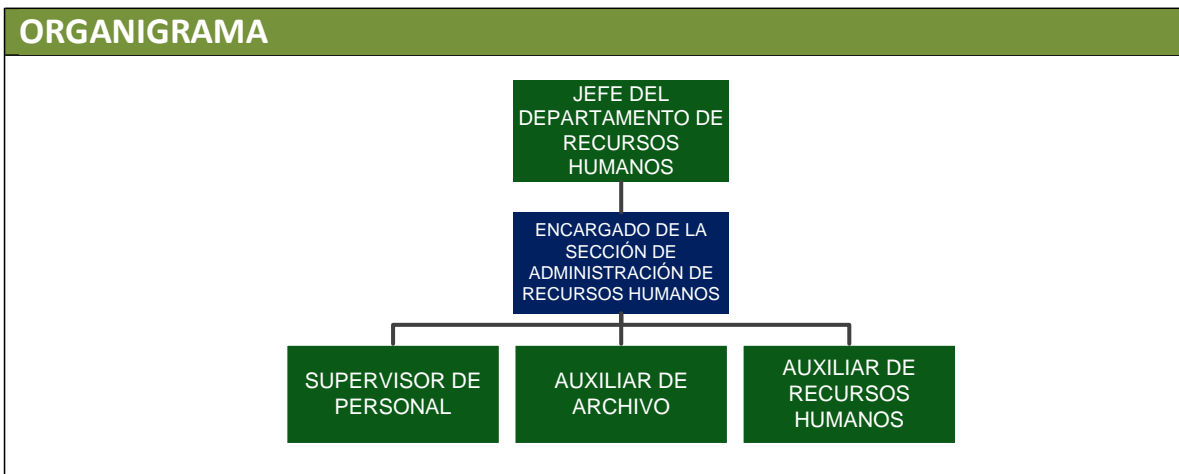 ORGANIGRAMA
JEFE DEL
DEPARTAMENTO DE
RECURSOS
HUMANOS
ENCARGADO DE LA
SECCIÓN DE
ADMINISTRACIÓN DE
RECURSOS HUMANOS
SUPERVISOR DE
PERSONAL
AUXILIAR DE
ARCHIVO
AUXILIAR DE
RECURSOS
HUMANOS